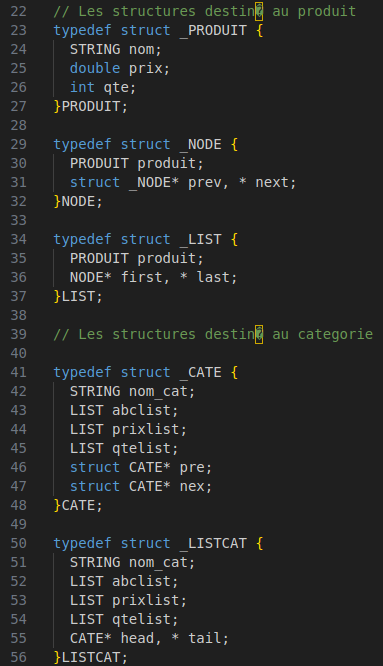 22 // Les structures destin� au produit
23 typedef struct _PRODUIT {
24 STRING nom;
25 double prix;
26 int qte;
27 }PRODUIT;
28
29 typedef struct _NODE {
30 PRODUIT produit;
31 struct _NODE* prev, * next;
32 }NODE;
33
34 typedef struct _LIST {
35 PRODUIT produit;
36 NODE* first, * last;
37 }LIST;
38
39 // Les structures destin� au categorie
40
41 typedef struct _CATE {
42 STRING nom_cat;
43 LIST abclist;
44 LIST prixlist;
45 LIST qtelist;
46 struct CATE* pre;
47 struct CATE* nex;
48 }CATE;
49
50 typedef struct _LISTCAT {
51 STRING nom_cat;
52 LIST abclist;
53 LIST prixlist;
54 LIST qtelist;
55 CATE* head, * tail;
56 }LISTCAT;